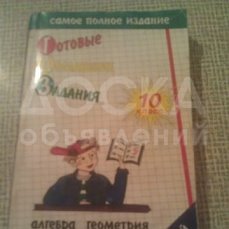 самое полное издание
Готовые
Задания
10
класс
ДОСКА
объявлений
алгебра геометрия